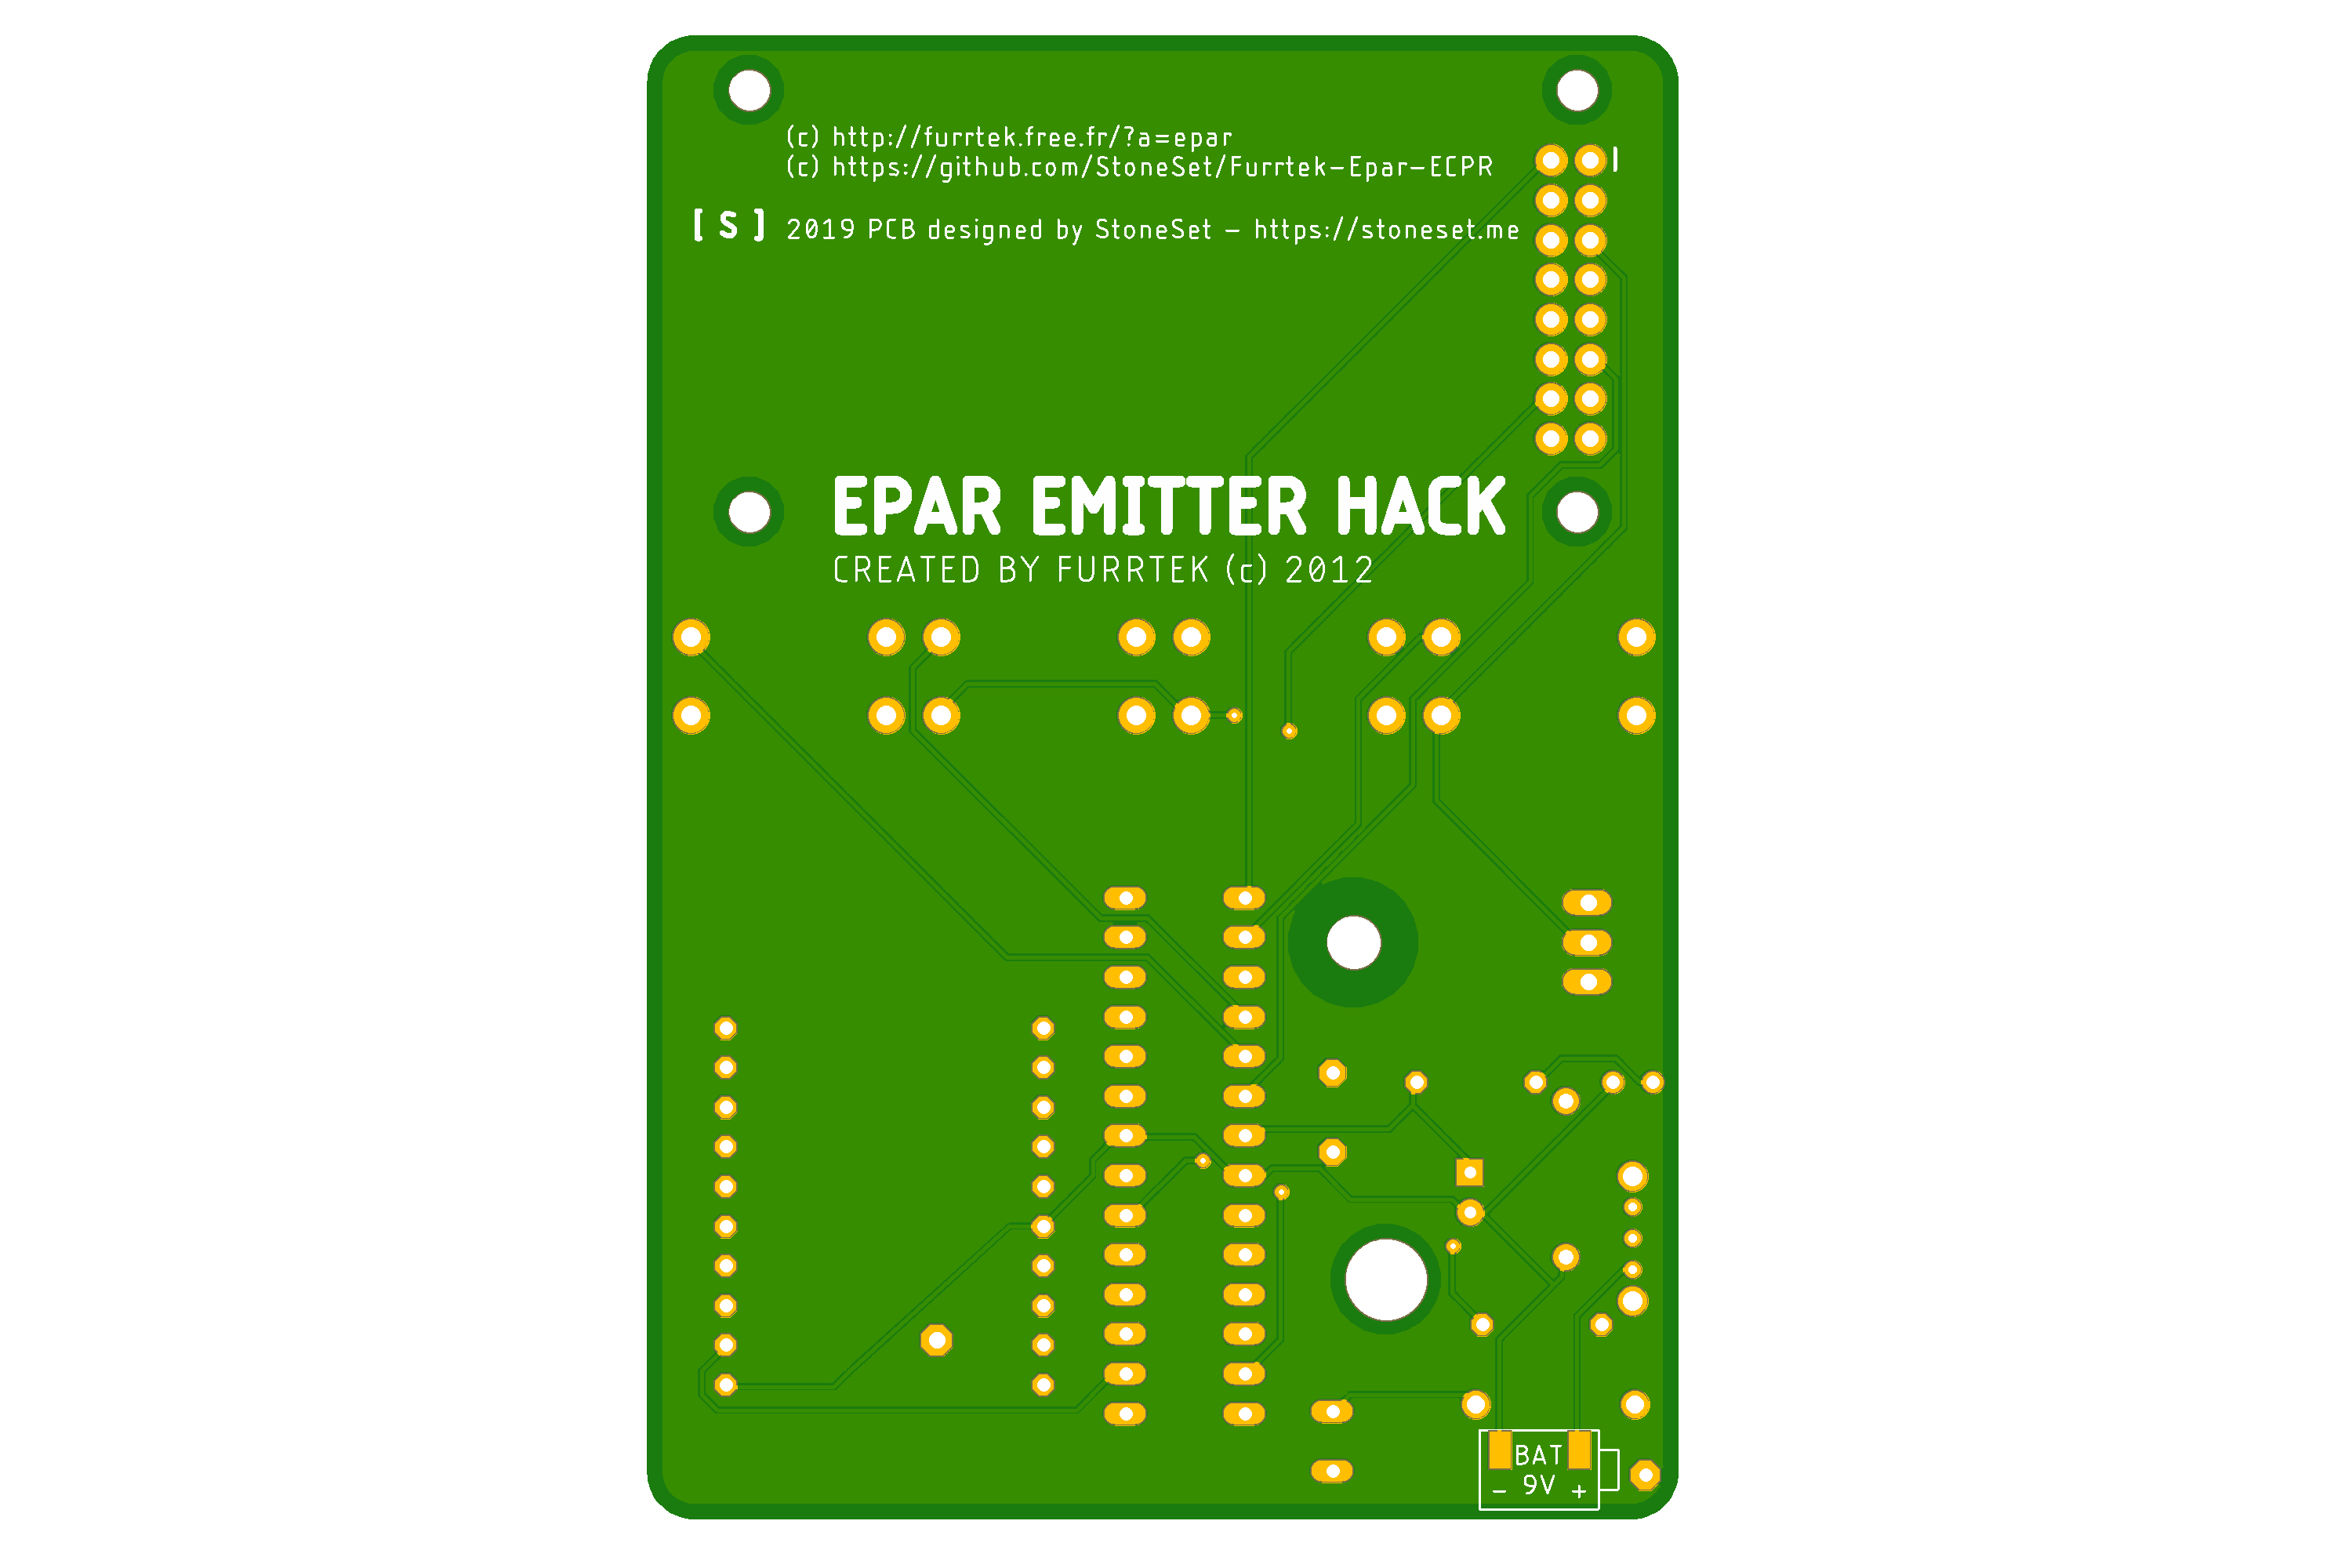 (c) http://furrtek.free.fr/?a=epar
(c) https://github.com/StoneSet/Furrtek-Epar-ECPR
[S] 2019 PCB designed by StoneSet - https://stoneset.me
EPAR EMITTER HACK
CREATED BY FURRTEK (c) 2012
BAT
- 9V +